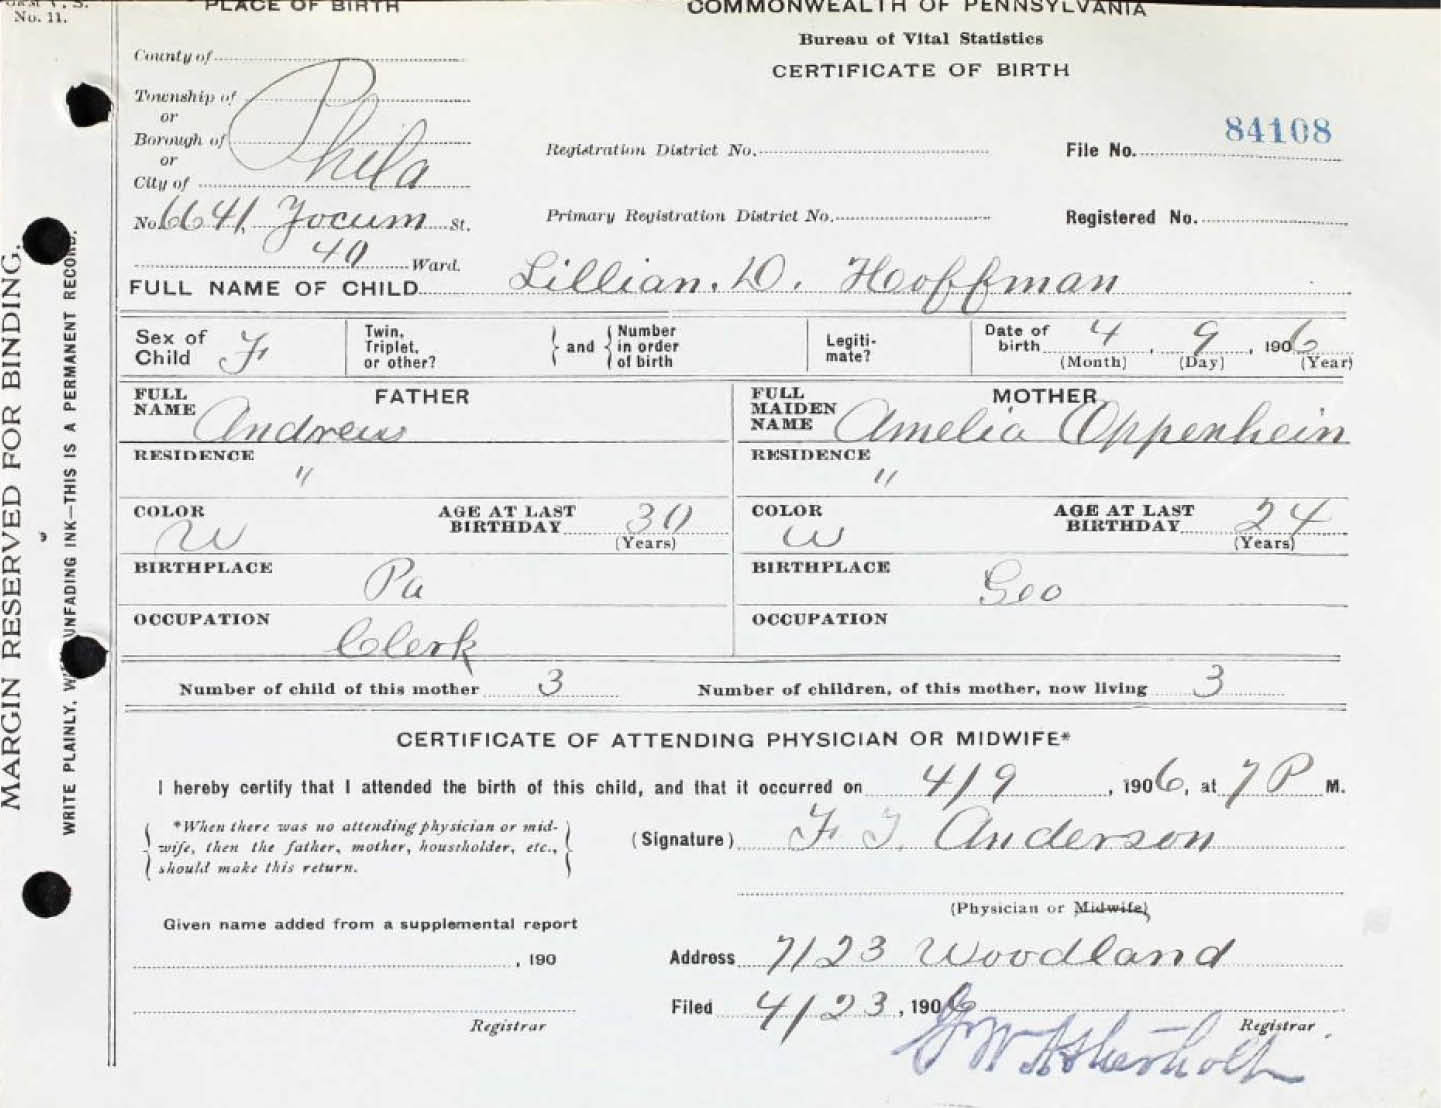 Form V. S.
No. 11.
PLACE OF BIRTH
COMMONWEALTH OF PENNSYLVANIA
Bureau of Vital Statistics
CERTIFICATE OF BIRTH
County of
Township of
or
Borough of
or
City of
Phila
No. 6641 Yocum St.
40 Ward.
Registration District No.
File No. 84108
Primary Registration District No.
Registered No.
FULL NAME OF CHILD Lillian. D. Hoffman
Sex of Child F
Twin, Triplet, or other?
and
Number in order of birth
Legiti-mate?
Date of birth 4, 9, 1906
(Month) (Day) (Year)
FATHER
FULL NAME Andrew
RESIDENCE "
COLOR W
AGE AT LAST BIRTHDAY 30
(Years)
BIRTHPLACE Pa
OCCUPATION Clerk
MOTHER
FULL MAIDEN NAME Amelia Oppenhein
RESIDENCE "
COLOR W
AGE AT LAST BIRTHDAY 24
(Years)
BIRTHPLACE Geo
OCCUPATION
Number of child of this mother 3
Number of children, of this mother, now living 3
CERTIFICATE OF ATTENDING PHYSICIAN OR MIDWIFE*
I hereby certify that I attended the birth of this child, and that it occurred on 4/9, 1906, at 7 P M.
*When there was no attending physician or mid-
wife, then the father, mother, householder, etc.,
should make this return.
(Signature) F. J. Anderson
(Physician or Midwife)
Given name added from a supplemental report
, 190
Registrar
Address 7123 Woodland
Filed 4/23, 1906
Registrar
MARGIN RESERVED FOR BINDING.
WRITE PLAINLY, WITH UNFADING INK—THIS IS A PERMANENT RECORD.